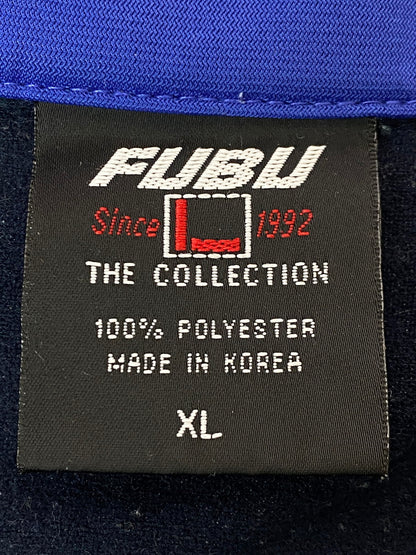 FUBU
Since 1992
THE COLLECTION
100% POLYESTER
MADE IN KOREA
XL